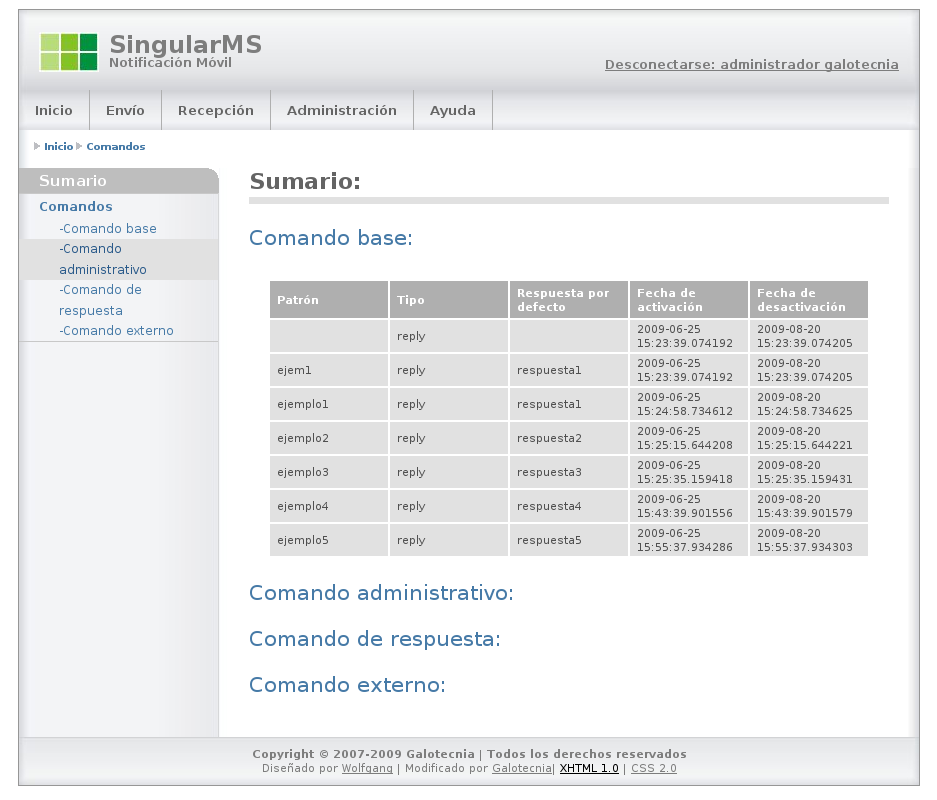 SingularMS
Notificación Móvil
Desconectarse: administrador galotecnia
Inicio Envío Recepción Administración Ayuda
Inicio Comandos
Sumario
Comandos
-Comando base
-Comando
administrativo
-Comando de
respuesta
-Comando externo
Sumario:
Comando base:
Patrón Tipo Respuesta por defecto Fecha de activación Fecha de desactivación
reply 2009-06-25 15:23:39.074192 2009-08-20 15:23:39.074205
ejem1 reply respuesta1 2009-06-25 15:23:39.074192 2009-08-20 15:23:39.074205
ejemplo1 reply respuesta1 2009-06-25 15:24:58.734612 2009-08-20 15:24:58.734625
ejemplo2 reply respuesta2 2009-06-25 15:25:15.644208 2009-08-20 15:25:15.644221
ejemplo3 reply respuesta3 2009-06-25 15:25:35.159418 2009-08-20 15:25:35.159431
ejemplo4 reply respuesta4 2009-06-25 15:43:39.901556 2009-08-20 15:43:39.901579
ejemplo5 reply respuesta5 2009-06-25 15:55:37.934286 2009-08-20 15:55:37.934303
Comando administrativo:
Comando de respuesta:
Comando externo:
Copyright © 2007-2009 Galotecnia | Todos los derechos reservados
Diseñado por Wolfgang | Modificado por Galotecnia| XHTML 1.0 | CSS 2.0